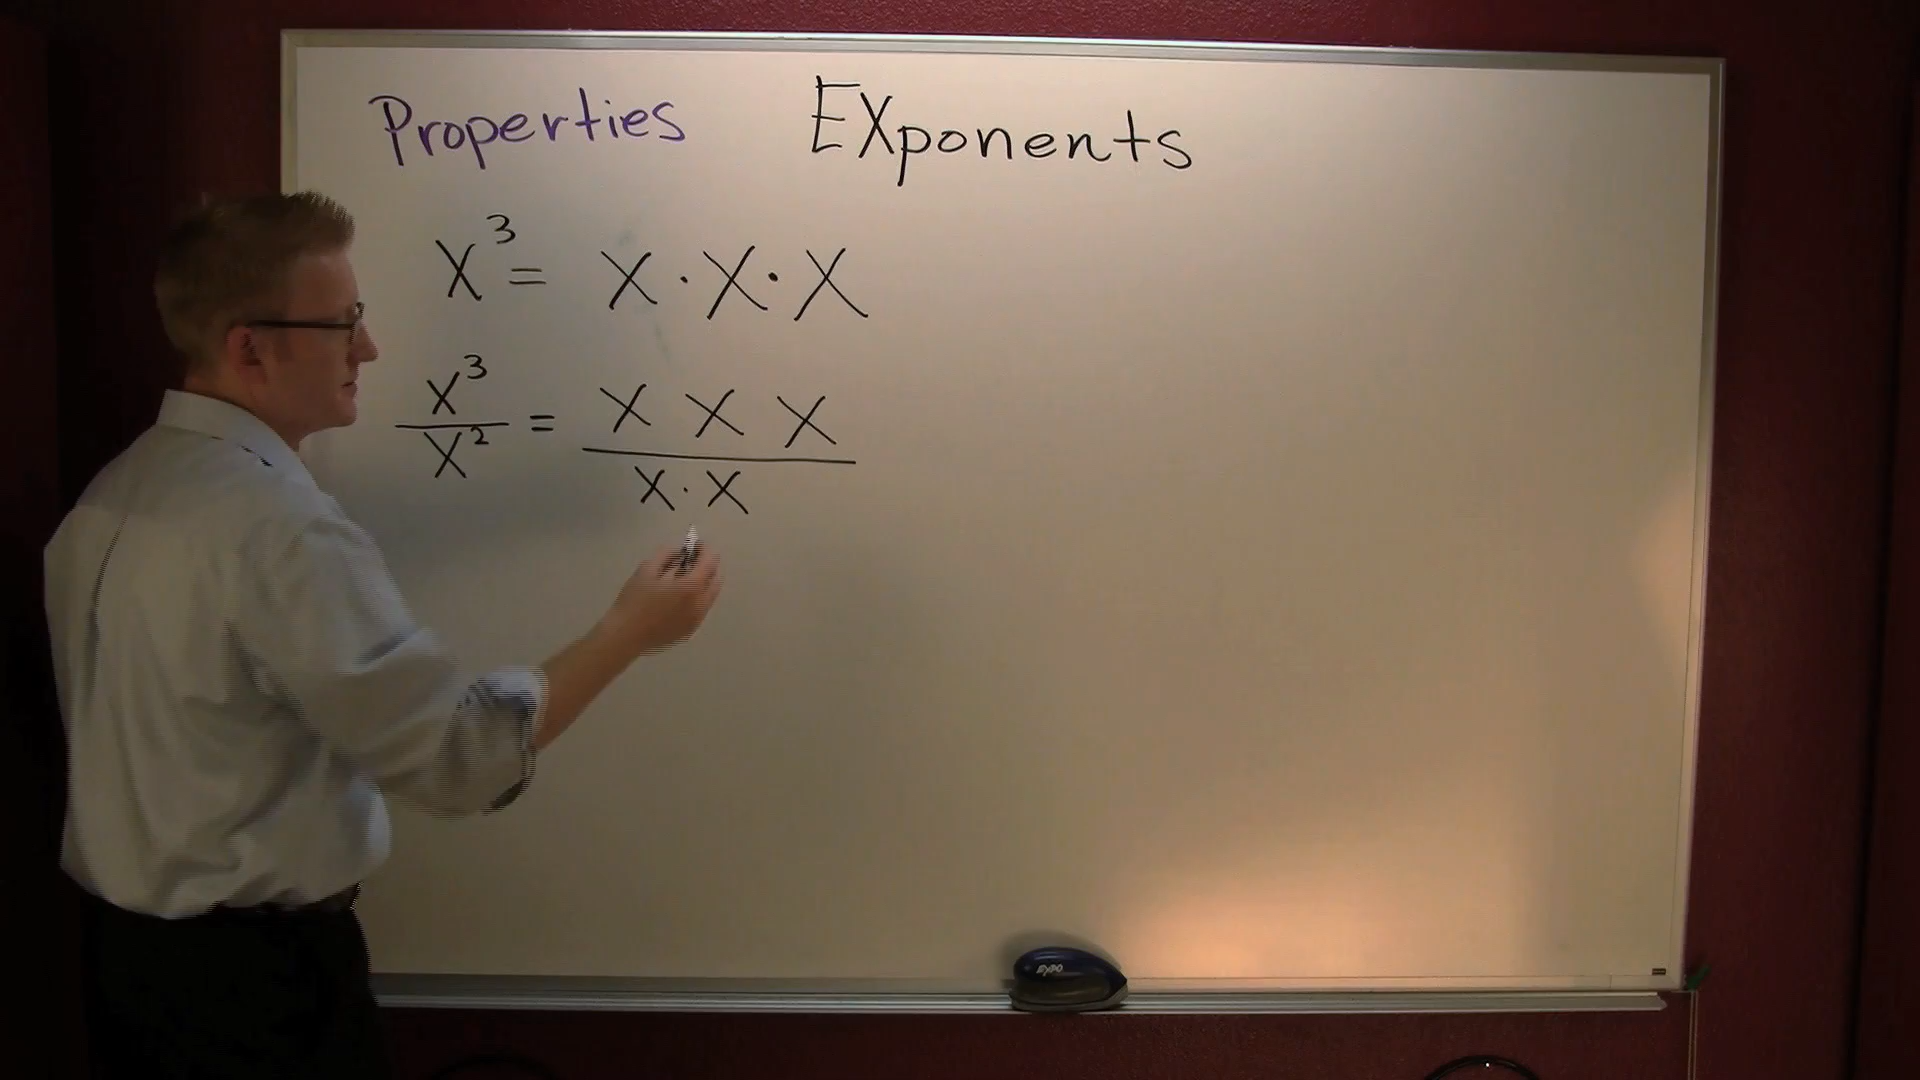 Properties EXponents
X³ = X · X · X
X³/X² = X X X / X · X
EXPO